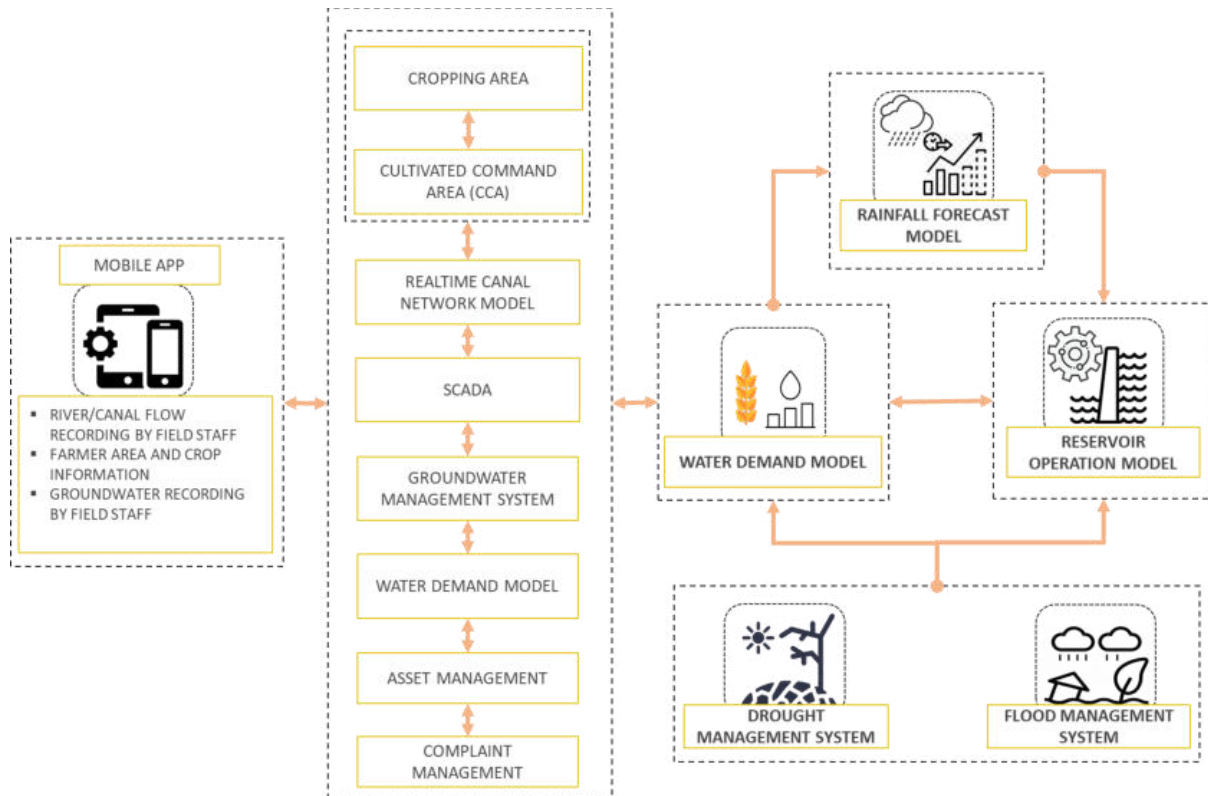 MOBILE APP
▪ RIVER/CANAL FLOW
RECORDING BY FIELD STAFF
▪ FARMER AREA AND CROP
INFORMATION
▪ GROUNDWATER RECORDING
BY FIELD STAFF
CROPPING AREA
CULTIVATED COMMAND
AREA (CCA)
REALTIME CANAL
NETWORK MODEL
SCADA
GROUNDWATER
MANAGEMENT SYSTEM
WATER DEMAND MODEL
ASSET MANAGEMENT
COMPLAINT
MANAGEMENT
RAINFALL FORECAST
MODEL
WATER DEMAND MODEL
RESERVOIR
OPERATION MODEL
DROUGHT
MANAGEMENT SYSTEM
FLOOD MANAGEMENT
SYSTEM